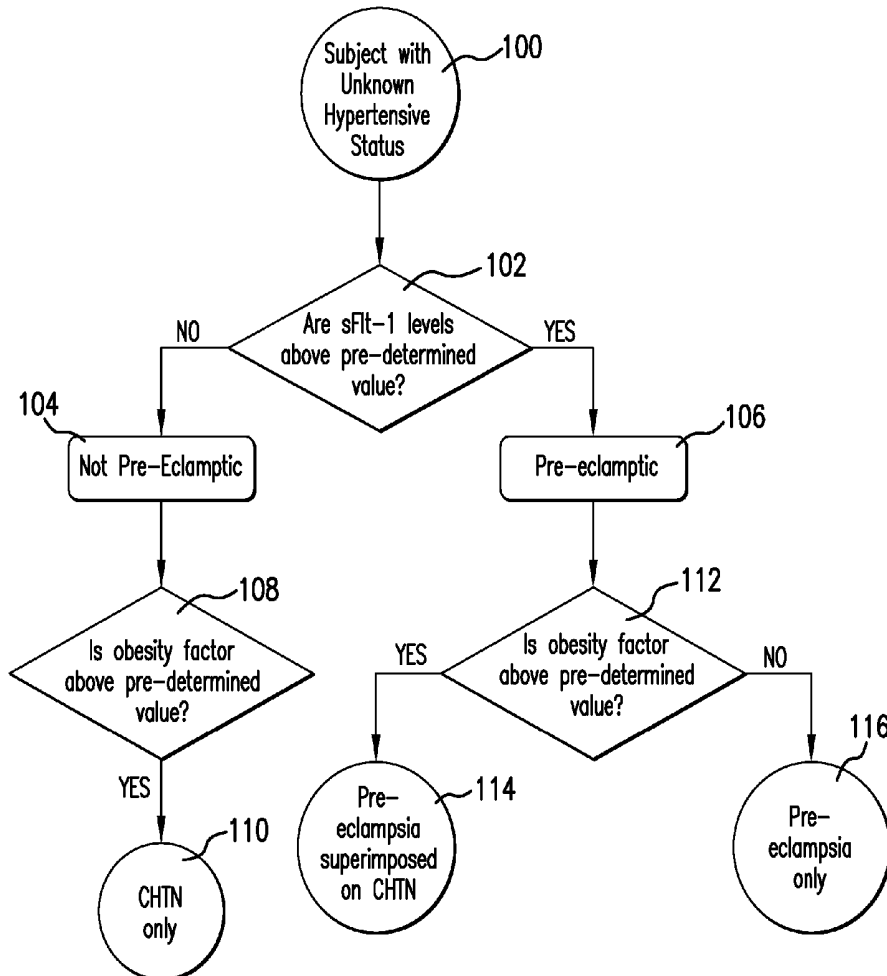 Subject with
Unknown
Hypertensive
Status
100
102
Are sFlt-1 levels
above pre-determined
value?
NO
YES
104
Not Pre-Eclamptic
106
Pre-eclamptic
108
Is obesity factor
above pre-determined
value?
YES
110
CHTN
only
112
Is obesity factor
above pre-determined
value?
YES
NO
114
Pre-
eclampsia
superimposed
on CHTN
116
Pre-
eclampsia
only